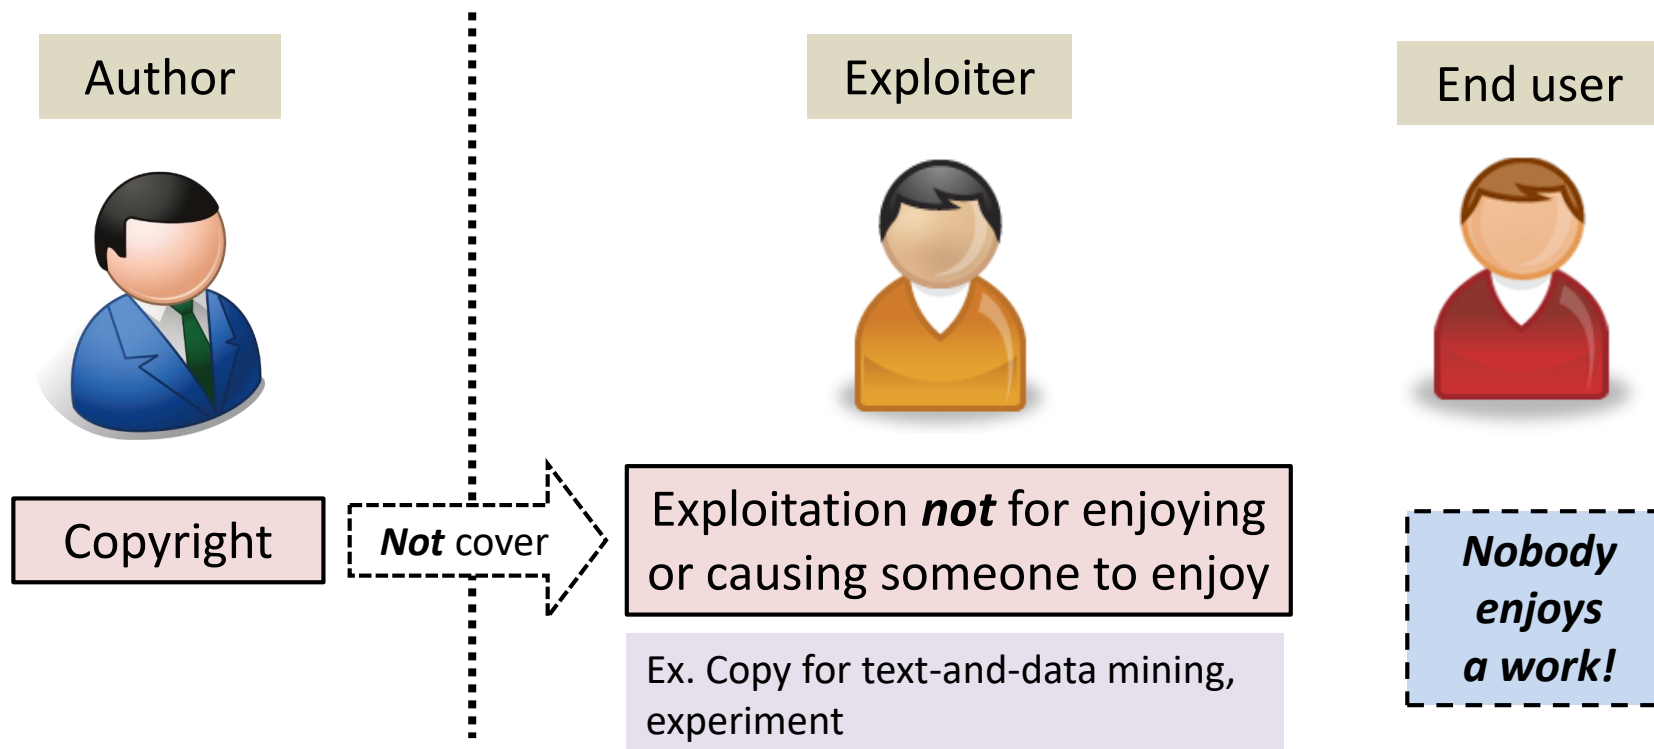 Author
Exploiter
End user
Copyright
Not cover
Exploitation not for enjoying
or causing someone to enjoy
Ex. Copy for text-and-data mining,
experiment
Nobody
enjoys
a work!